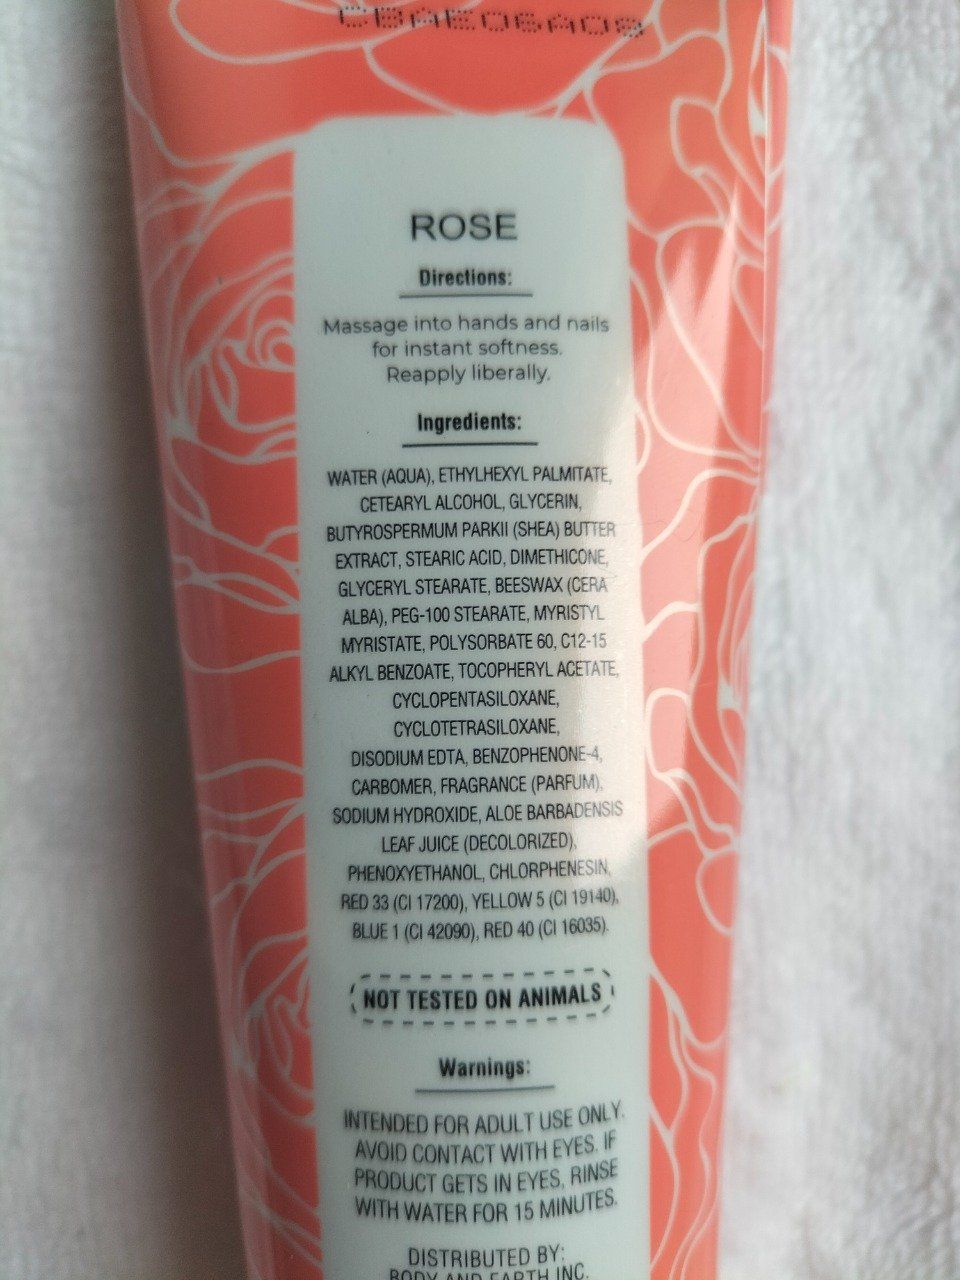 CBAE06A09
ROSE
Directions:
Massage into hands and nails
for instant softness.
Reapply liberally.
Ingredients:
WATER (AQUA), ETHYLHEXYL PALMITATE,
CETEARYL ALCOHOL, GLYCERIN,
BUTYROSPERMUM PARKII (SHEA) BUTTER
EXTRACT, STEARIC ACID, DIMETHICONE,
GLYCERYL STEARATE, BEESWAX (CERA
ALBA), PEG-100 STEARATE, MYRISTYL
MYRISTATE, POLYSORBATE 60, C12-15
ALKYL BENZOATE, TOCOPHERYL ACETATE,
CYCLOPENTASILOXANE,
CYCLOTETRASILOXANE,
DISODIUM EDTA, BENZOPHENONE-4,
CARBOMER, FRAGRANCE (PARFUM),
SODIUM HYDROXIDE, ALOE BARBADENSIS
LEAF JUICE (DECOLORIZED),
PHENOXYETHANOL, CHLORPHENESIN,
RED 33 (CI 17200), YELLOW 5 (CI 19140),
BLUE 1 (CI 42090), RED 40 (CI 16035).
NOT TESTED ON ANIMALS
Warnings:
INTENDED FOR ADULT USE ONLY.
AVOID CONTACT WITH EYES. IF
PRODUCT GETS IN EYES, RINSE
WITH WATER FOR 15 MINUTES.
DISTRIBUTED BY:
BODY AND EARTH INC.